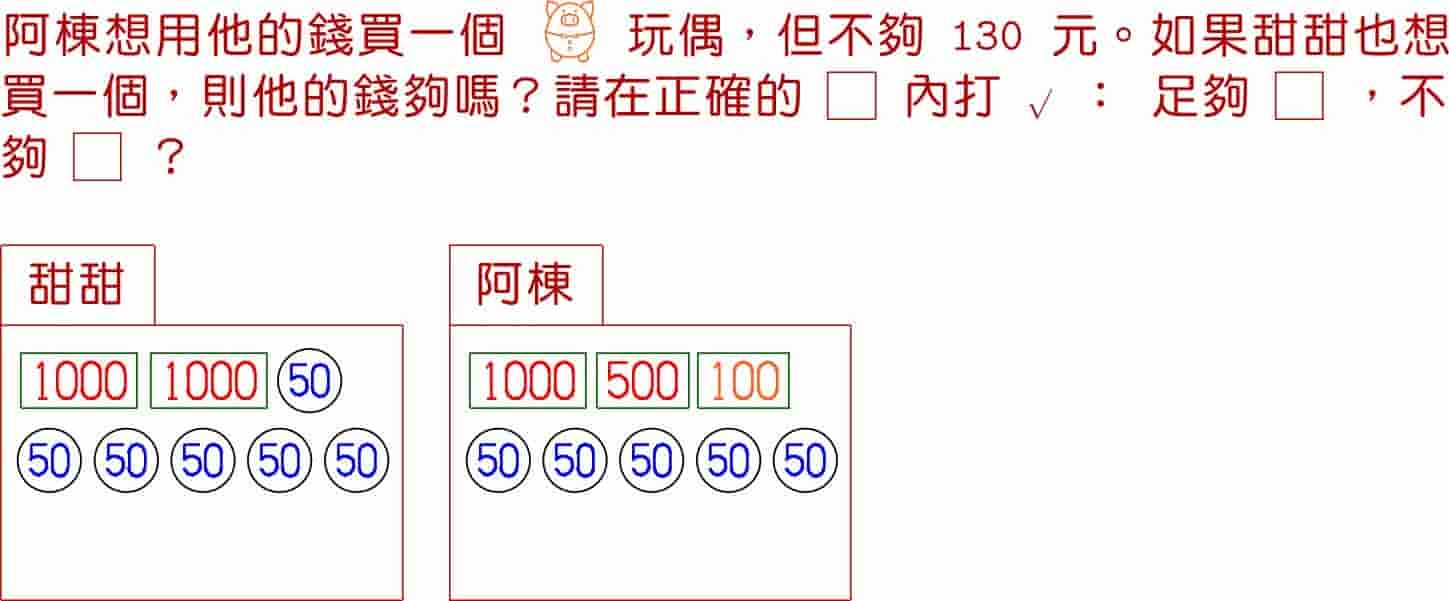 阿棟想用他的錢買一個 玩偶，但不夠 130 元。如果甜甜也想
買一個，則他的錢夠嗎？請在正確的 □ 內打 √ ： 足夠 □ ，不
夠 □ ？
甜甜
1000 1000 50
50 50 50 50 50
阿棟
1000 500 100
50 50 50 50 50